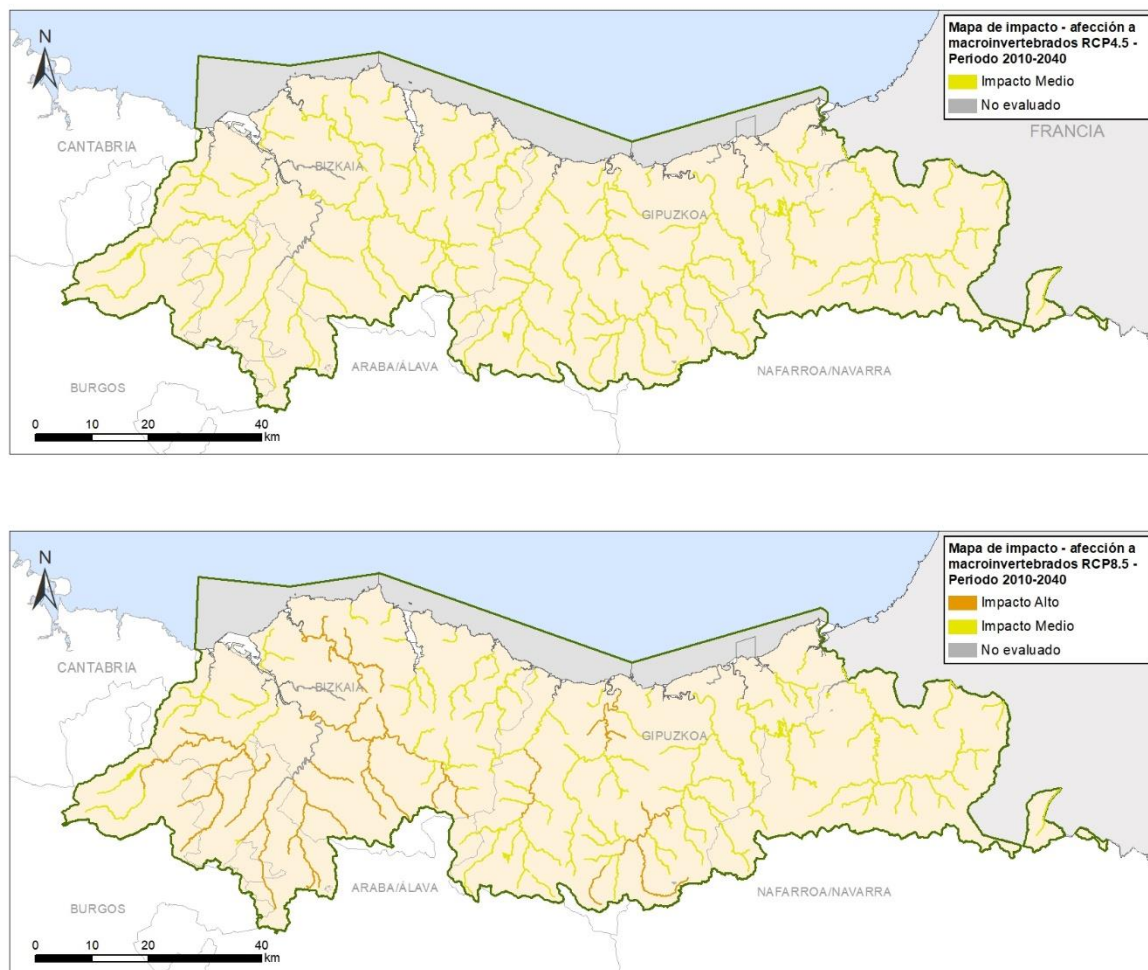 Mapa de impacto - afección a
macroinvertebrados RCP4.5 -
Periodo 2010-2040
Impacto Medio
No evaluado
N
FRANCIA
CANTABRIA
BIZKAIA
GIPUZKOA
ARABA/ÁLAVA
NAFARROA/NAVARRA
BURGOS
0 10 20 40
km
Mapa de impacto - afección a
macroinvertebrados RCP8.5 -
Periodo 2010-2040
Impacto Alto
Impacto Medio
No evaluado
N
CANTABRIA
BIZKAIA
GIPUZKOA
ARABA/ÁLAVA
NAFARROA/NAVARRA
BURGOS
0 10 20 40
km